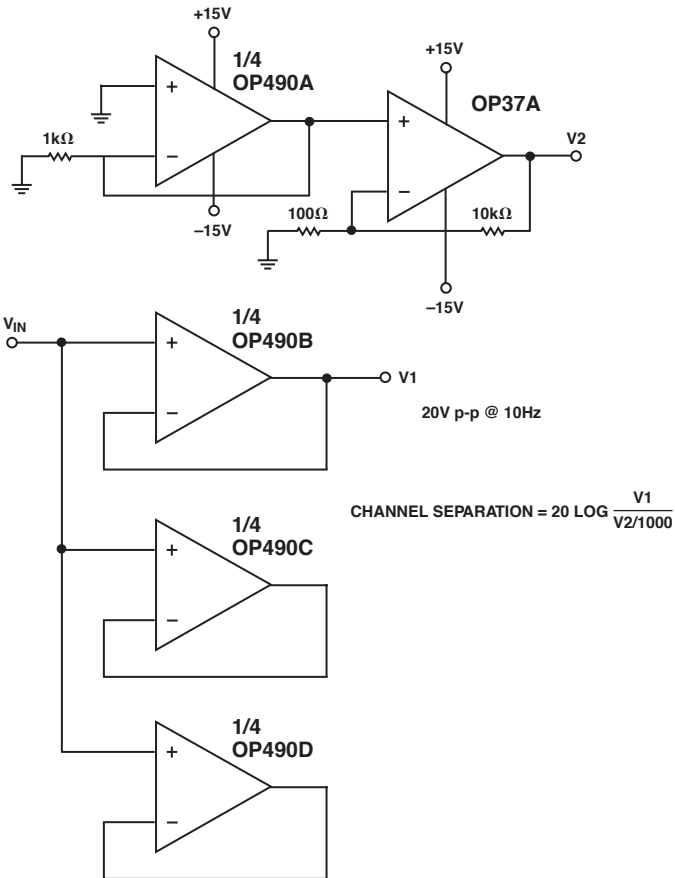 +15V
1/4
OP490A
+
−
1kΩ
−15V
+15V
OP37A
+
−
V2
100Ω
10kΩ
−15V
VIN
1/4
OP490B
+
−
V1
20V p-p @ 10Hz
CHANNEL SEPARATION = 20 LOG V1
V2/1000
1/4
OP490C
+
−
1/4
OP490D
+
−